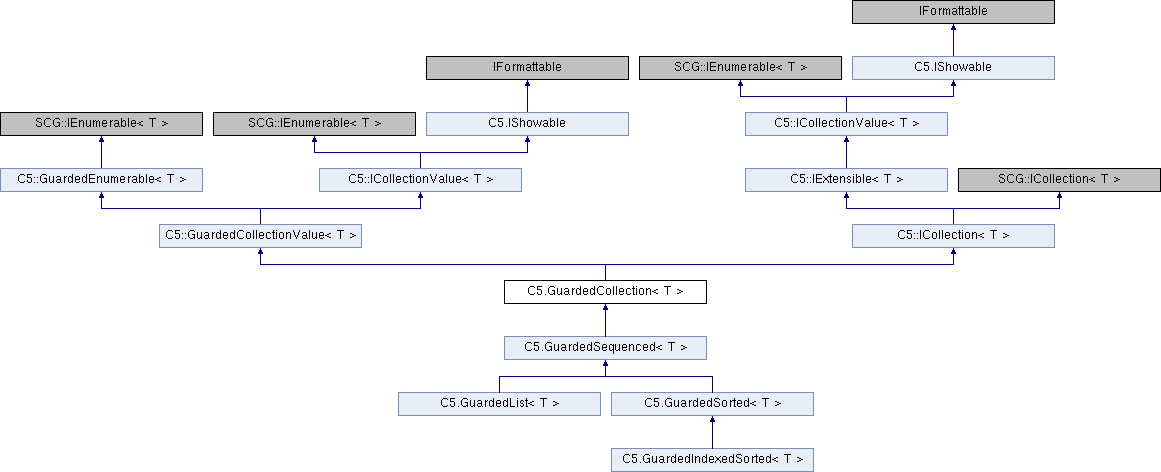 IFormattable
IFormattable
SCG::IEnumerable< T >
C5.IShowable
SCG::IEnumerable< T >
SCG::IEnumerable< T >
C5.IShowable
C5::ICollectionValue< T >
C5::GuardedEnumerable< T >
C5::ICollectionValue< T >
C5::IExtensible< T >
SCG::ICollection< T >
C5::GuardedCollectionValue< T >
C5::ICollection< T >
C5.GuardedCollection< T >
C5.GuardedSequenced< T >
C5.GuardedList< T >
C5.GuardedSorted< T >
C5.GuardedIndexedSorted< T >